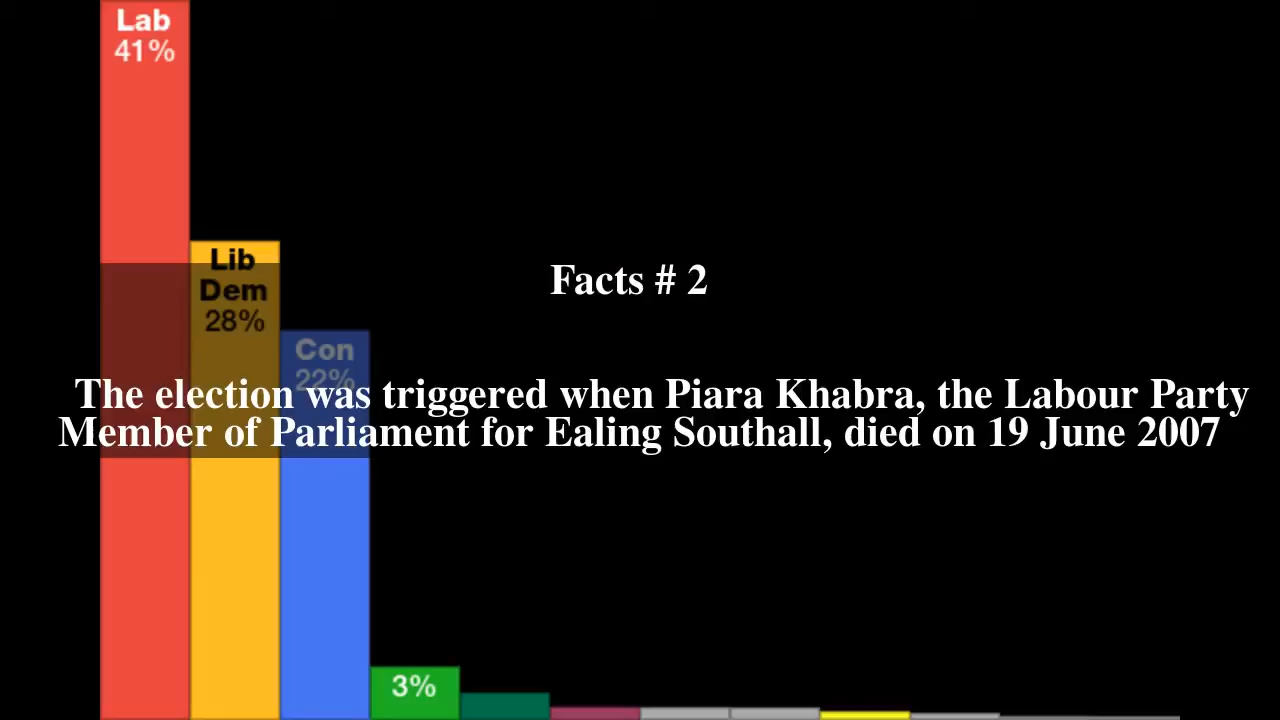 Lab
41%
Lib
Dem
28%
Con
22%
3%
Facts # 2
The election was triggered when Piara Khabra, the Labour Party
Member of Parliament for Ealing Southall, died on 19 June 2007